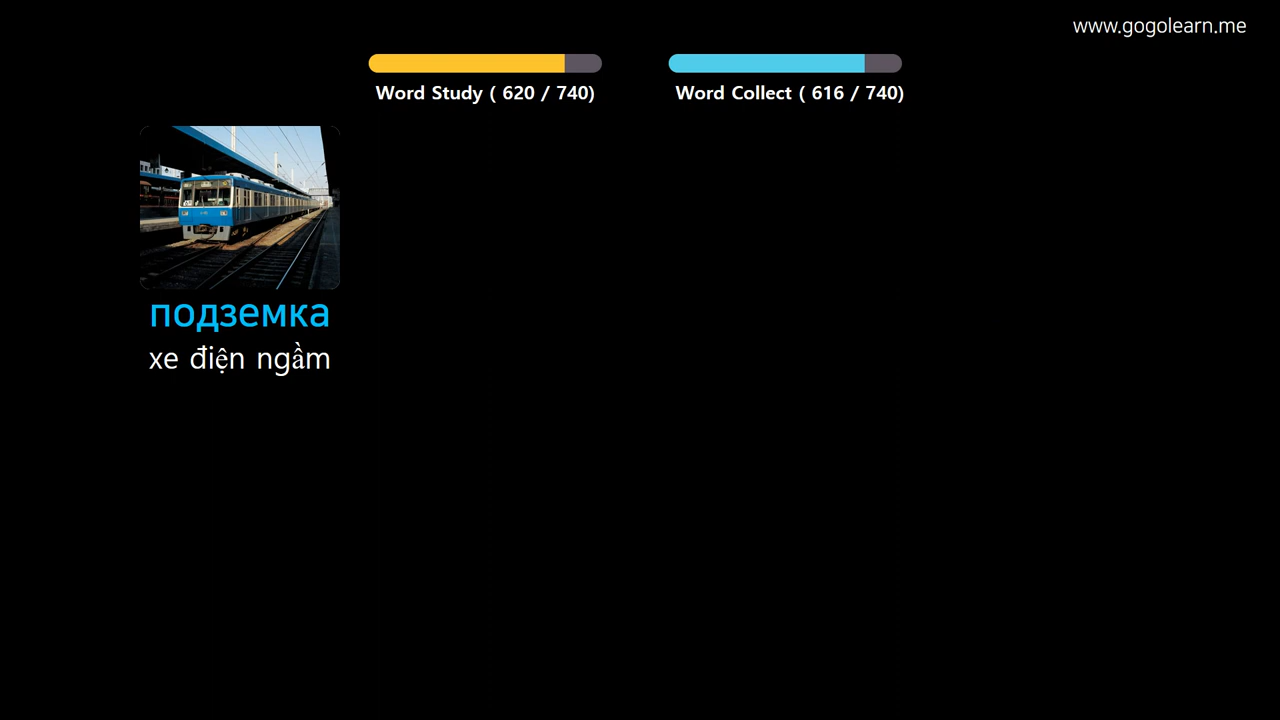 www.gogolearn.me
Word Study ( 620 / 740)
Word Collect ( 616 / 740)
подземка
xe điện ngầm